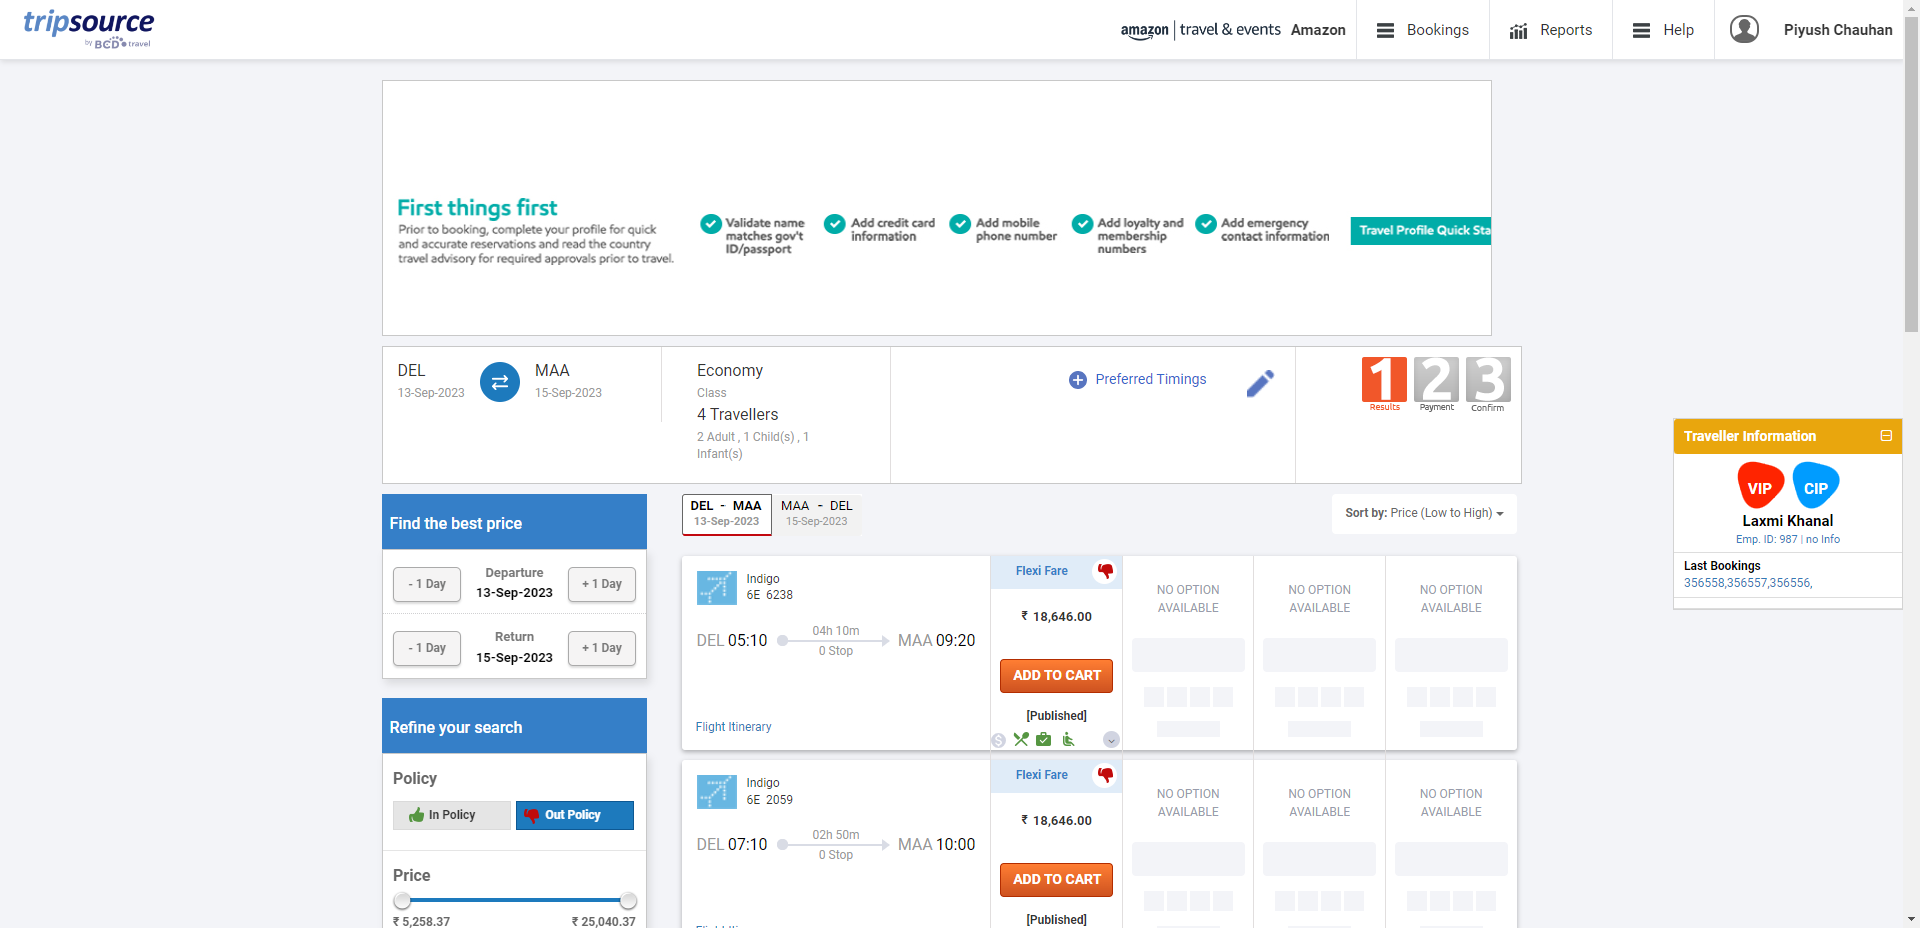 tripsource
by BCD travel
amazon | travel & events Amazon
Bookings
Reports
Help
Piyush Chauhan
First things first
Prior to booking, complete your profile for quick
and accurate reservations and read the country
travel advisory for required approvals prior to travel.
Validate name
matches gov't
ID/passport
Add credit card
information
Add mobile
phone number
Add loyalty and
membership
numbers
Add emergency
contact information
Travel Profile Quick Sta
DEL
13-Sep-2023
MAA
15-Sep-2023
Economy
Class
4 Travellers
2 Adult , 1 Child(s) , 1
Infant(s)
Preferred Timings
1 2 3
Results Payment Confirm
Traveller Information
VIP CIP
Laxmi Khanal
Emp. ID: 987 | no Info
Last Bookings
356558,356557,356556,
Find the best price
- 1 Day
Departure
13-Sep-2023
+ 1 Day
- 1 Day
Return
15-Sep-2023
+ 1 Day
Refine your search
Policy
In Policy
Out Policy
Price
₹ 5,258.37
₹ 25,040.37
DEL - MAA
13-Sep-2023
MAA - DEL
15-Sep-2023
Sort by: Price (Low to High)
Indigo
6E 6238
DEL 05:10
04h 10m
0 Stop
MAA 09:20
Flight Itinerary
Flexi Fare
₹ 18,646.00
ADD TO CART
[Published]
NO OPTION
AVAILABLE
NO OPTION
AVAILABLE
NO OPTION
AVAILABLE
Indigo
6E 2059
DEL 07:10
02h 50m
0 Stop
MAA 10:00
Flexi Fare
₹ 18,646.00
ADD TO CART
[Published]
NO OPTION
AVAILABLE
NO OPTION
AVAILABLE
NO OPTION
AVAILABLE